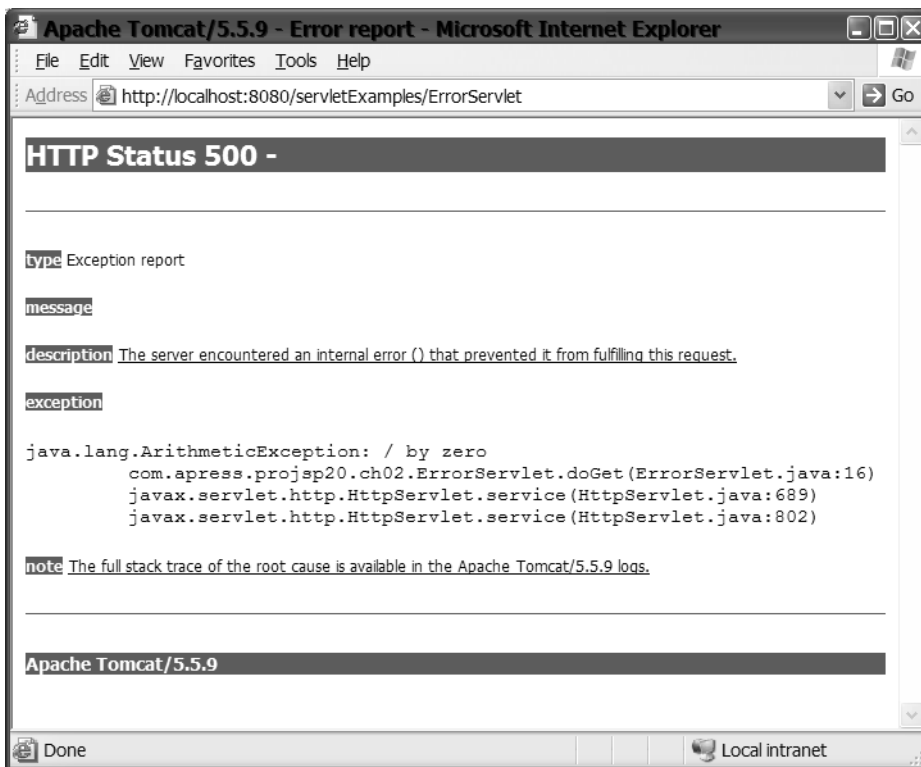 Apache Tomcat/5.5.9 - Error report - Microsoft Internet Explorer
File Edit View Favorites Tools Help
Address http://localhost:8080/servletExamples/ErrorServlet Go
HTTP Status 500 -
type Exception report
message
description The server encountered an internal error () that prevented it from fulfilling this request.
exception
java.lang.ArithmeticException: / by zero
com.apress.projsp20.ch02.ErrorServlet.doGet(ErrorServlet.java:16)
javax.servlet.http.HttpServlet.service(HttpServlet.java:689)
javax.servlet.http.HttpServlet.service(HttpServlet.java:802)
note The full stack trace of the root cause is available in the Apache Tomcat/5.5.9 logs.
Apache Tomcat/5.5.9
Done Local intranet